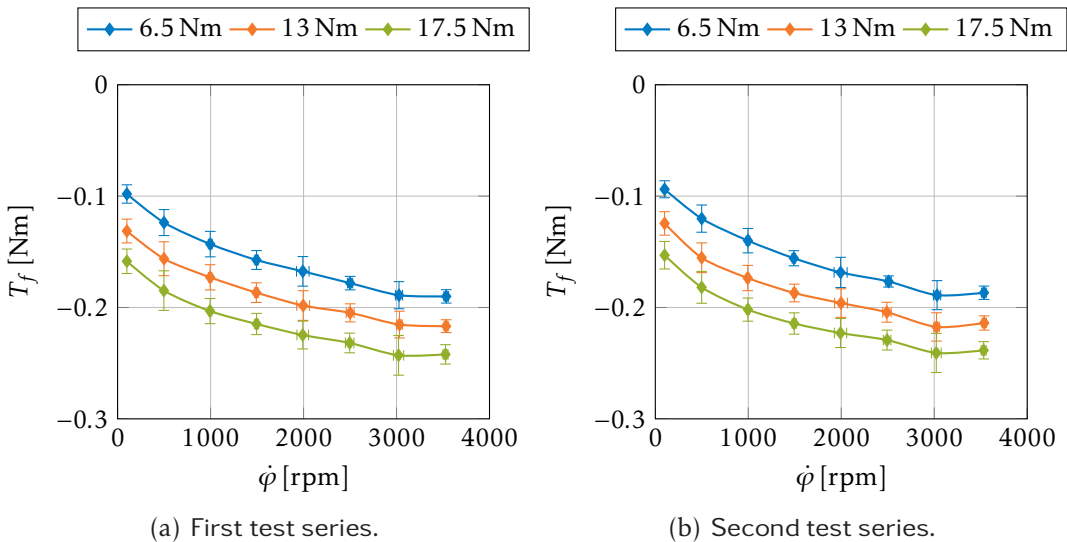 6.5 Nm 13 Nm 17.5 Nm
0
−0.1
−0.2
−0.3
0 1000 2000 3000 4000
T_f [Nm]
φ̇ [rpm]
(a) First test series.
6.5 Nm 13 Nm 17.5 Nm
0
−0.1
−0.2
−0.3
0 1000 2000 3000 4000
T_f [Nm]
φ̇ [rpm]
(b) Second test series.